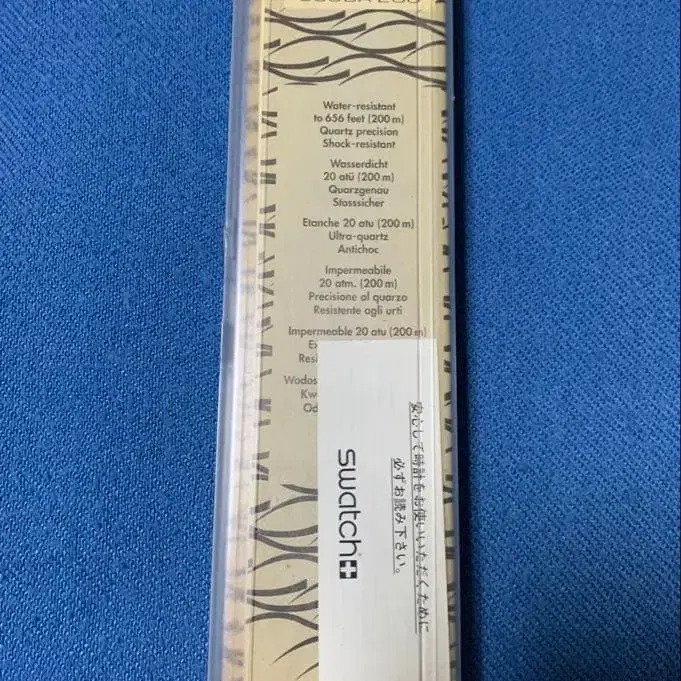 SCUBA 200
Water-resistant
to 656 feet (200 m)
Quartz precision
Shock-resistant
Wasserdicht
20 atü (200 m)
Quarzgenau
Stosssicher
Etanche 20 atu (200 m)
Ultra-quartz
Antichoc
Impermeabile
20 atm. (200 m)
Precisione al quarzo
Resistente agli urti
Impermeable 20 atu (200 m)
swatch
安心して時計をお使いいただくために
必ずお読み下さい。